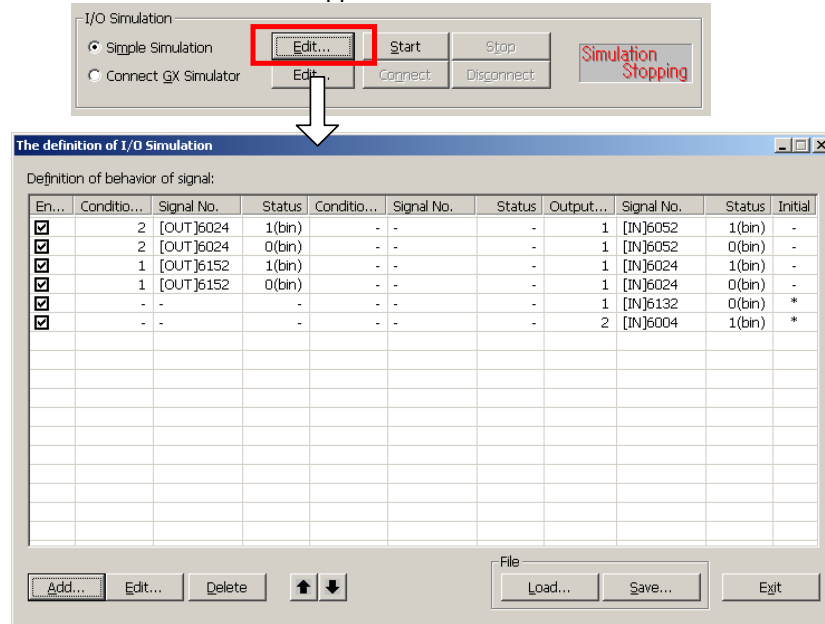 I/O Simulation
Simple Simulation Edit... Start Stop Simulation Stopping
Connect GX Simulator Edit... Connect Disconnect
The definition of I/O Simulation
Definition of behavior of signal:
En... Conditio... Signal No. Status Conditio... Signal No. Status Output... Signal No. Status Initial
2 [OUT]6024 1(bin) - - - 1 [IN]6052 1(bin) -
2 [OUT]6024 0(bin) - - - 1 [IN]6052 0(bin) -
1 [OUT]6152 1(bin) - - - 1 [IN]6024 1(bin) -
1 [OUT]6152 0(bin) - - - 1 [IN]6024 0(bin) -
- - - - - - 1 [IN]6132 0(bin) *
- - - - - - 2 [IN]6004 1(bin) *
File
Add... Edit... Delete Load... Save... Exit